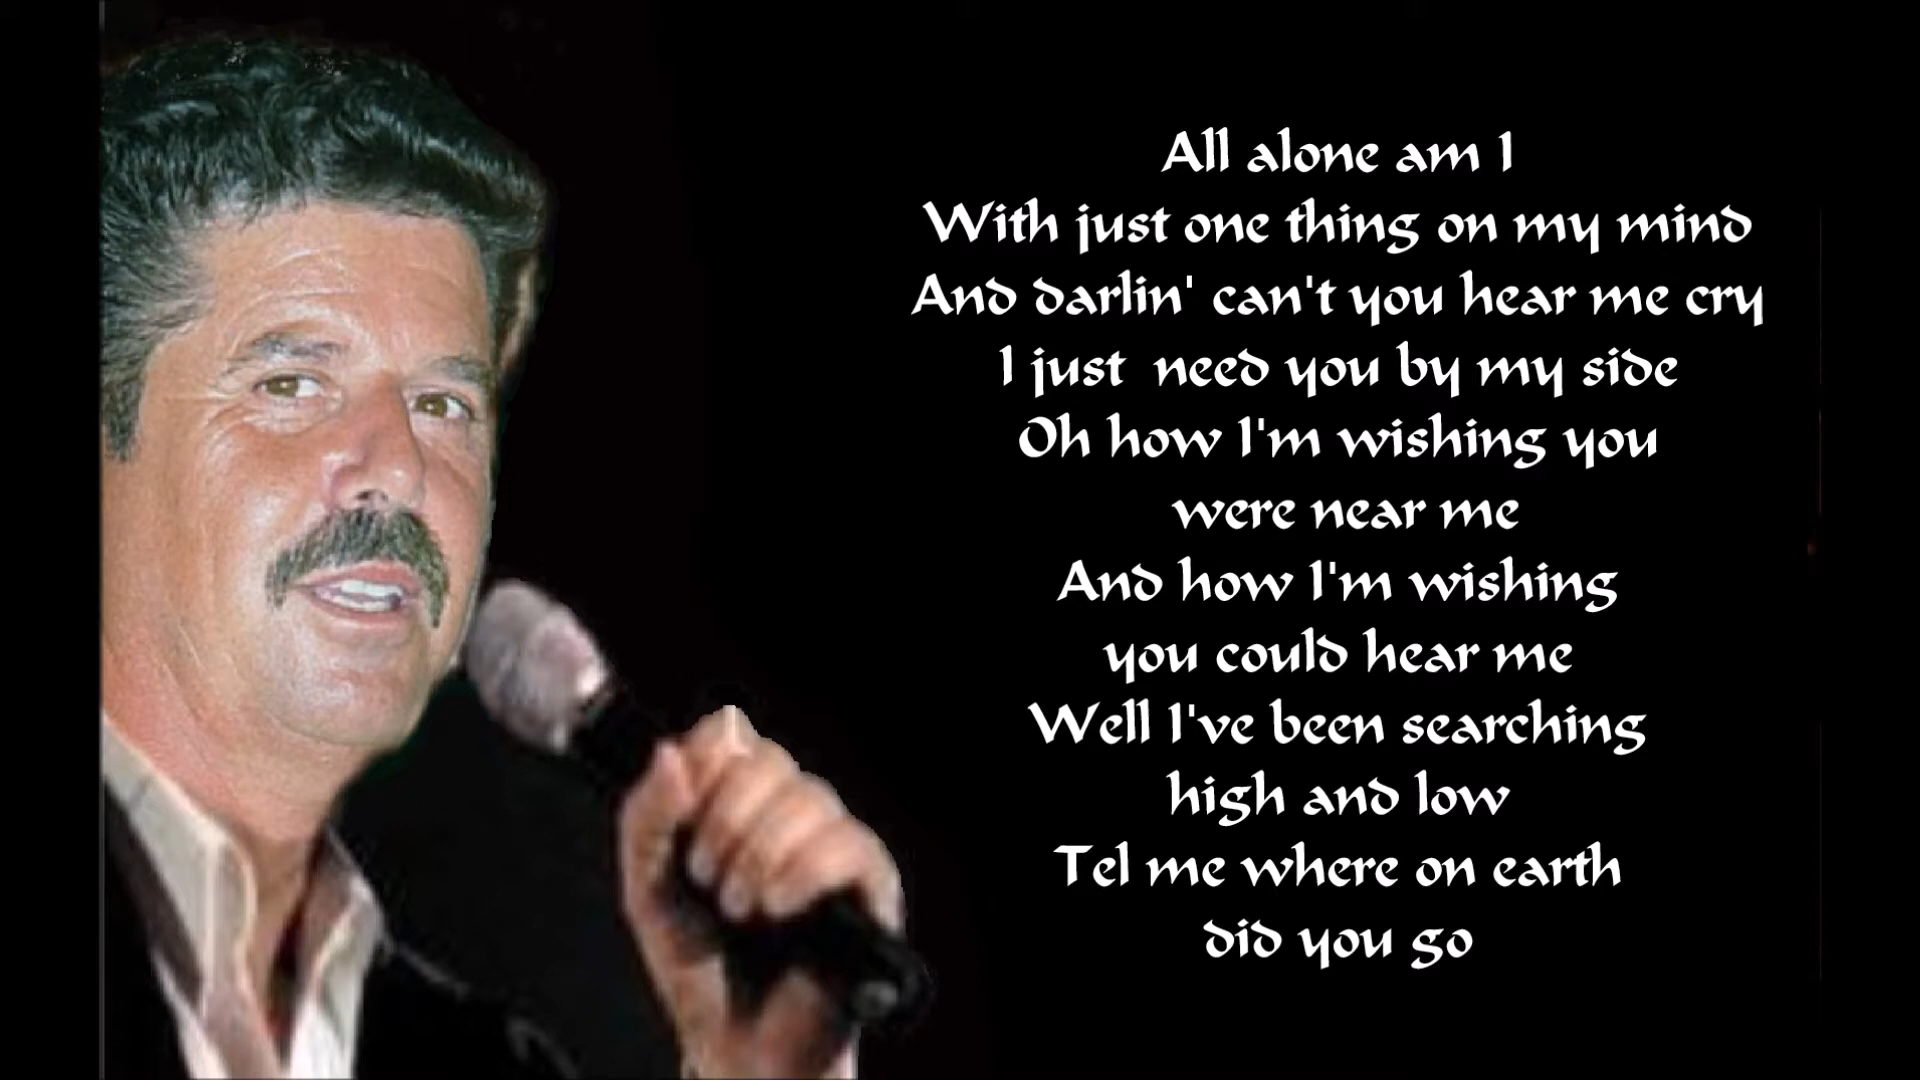 All alone am I
With just one thing on my mind
And darlin' can't you hear me cry
I just  need you by my side
Oh how I'm wishing you
were near me
And how I'm wishing
you could hear me
Well I've been searching
high and low
Tel me where on earth
did you go